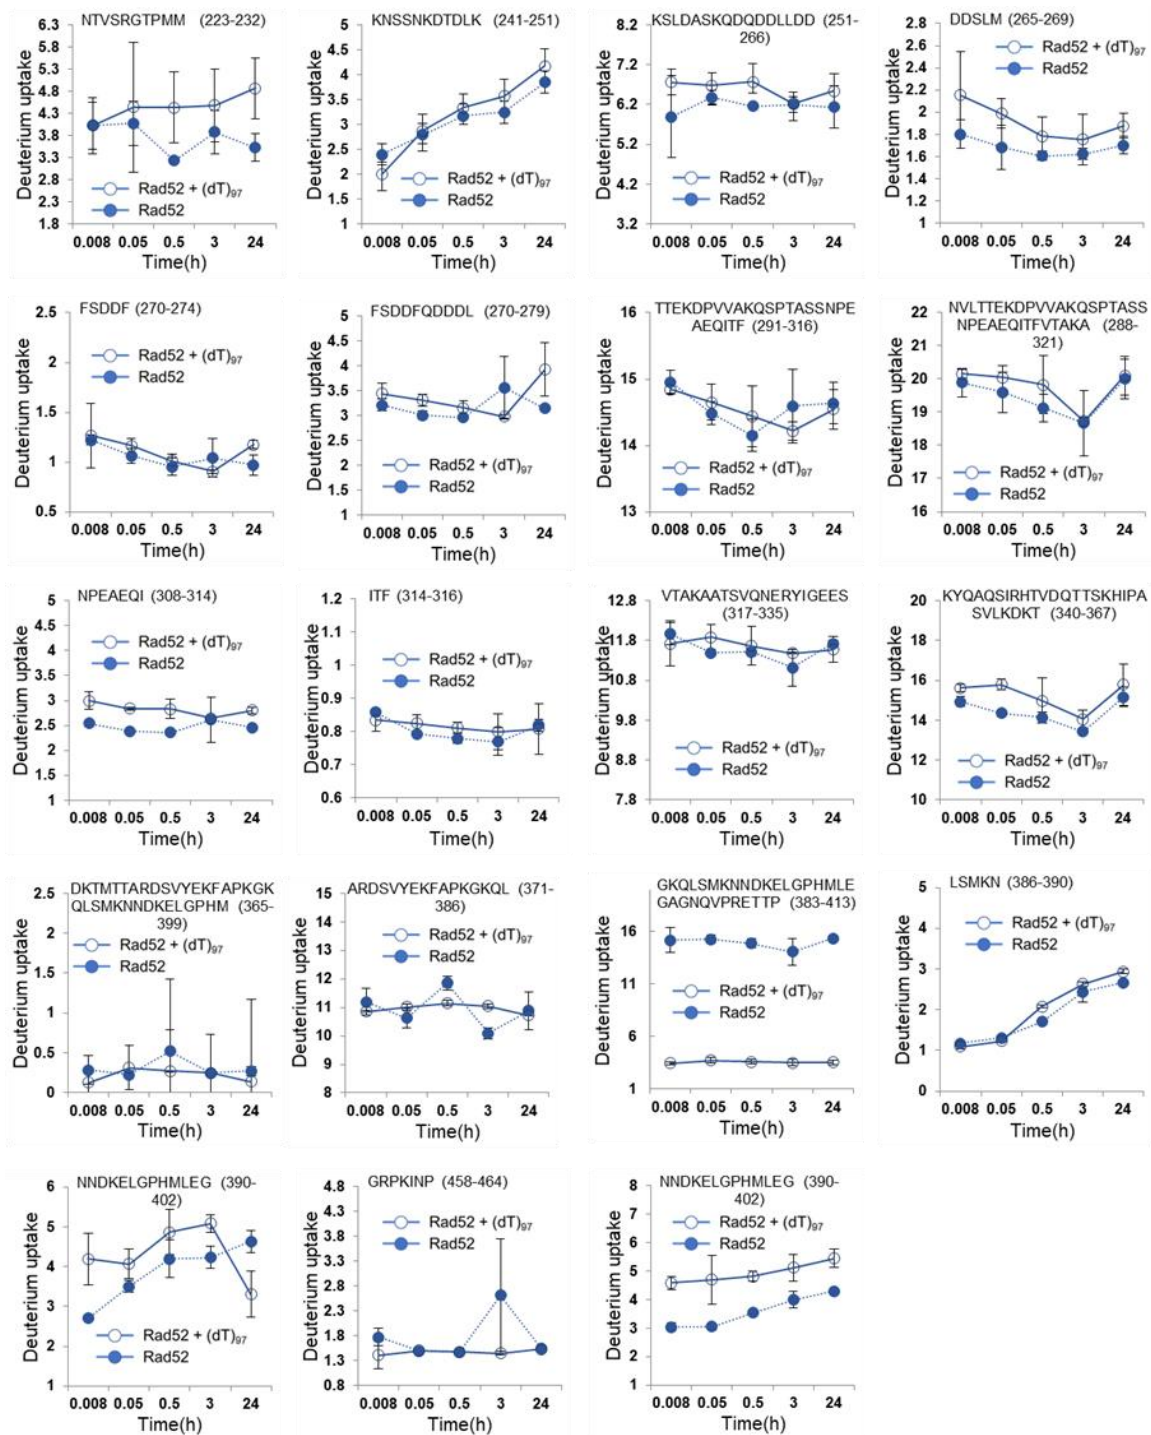 NTVSRGTPMM (223-232)
Deuterium uptake
6.3
5.8
5.3
4.8
4.3
3.8
3.3
2.8
2.3
1.8
Rad52 + (dT)97
Rad52
0.008 0.05 0.5 3 24
Time(h)
KNSSNKDTDLK (241-251)
Deuterium uptake
5
4.5
4
3.5
3
2.5
2
1.5
1
Rad52 + (dT)97
Rad52
0.008 0.05 0.5 3 24
Time(h)
KSLDASKQDQDDLLDD (251-
266)
Deuterium uptake
8.2
7.2
6.2
5.2
4.2
3.2
Rad52 + (dT)97
Rad52
0.008 0.05 0.5 3 24
Time(h)
DDSLM (265-269)
Deuterium uptake
2.8
2.6
2.4
2.2
2
1.8
1.6
1.4
1.2
1
Rad52 + (dT)97
Rad52
0.008 0.05 0.5 3 24
Time(h)
FSDDF (270-274)
Deuterium uptake
2.5
2
1.5
1
0.5
Rad52 + (dT)97
Rad52
0.008 0.05 0.5 3 24
Time(h)
FSDDFQDDDL (270-279)
Deuterium uptake
5
4.5
4
3.5
3
2.5
2
1.5
1
Rad52 + (dT)97
Rad52
0.008 0.05 0.5 3 24
Time(h)
TTEKDPVVAKQSPTASSNPE
AEQITF (291-316)
Deuterium uptake
16
15
14
13
Rad52 + (dT)97
Rad52
0.008 0.05 0.5 3 24
Time(h)
NVLTTEKDPVVAKQSPTASS
NPEAEQITFVTAKA (288-
321)
Deuterium uptake
22
21
20
19
18
17
16
Rad52 + (dT)97
Rad52
0.008 0.05 0.5 3 24
Time(h)
NPEAEQI (308-314)
Deuterium uptake
5
4.5
4
3.5
3
2.5
2
1.5
1
Rad52 + (dT)97
Rad52
0.008 0.05 0.5 3 24
Time(h)
ITF (314-316)
Deuterium uptake
1.2
1.1
1
0.9
0.8
0.7
0.6
Rad52 + (dT)97
Rad52
0.008 0.05 0.5 3 24
Time(h)
VTAKAATSVQNERYIGEES
(317-335)
Deuterium uptake
12.8
11.8
10.8
9.8
8.8
7.8
Rad52 + (dT)97
Rad52
0.008 0.05 0.5 3 24
Time(h)
KYQAQSIRHTVDQTTSKHIPA
SVLKDKT (340-367)
Deuterium uptake
20
18
16
14
12
10
Rad52 + (dT)97
Rad52
0.008 0.05 0.5 3 24
Time(h)
DKTMTTARDSVYEKFAPKGK
QLSMKNNDKELGPHM (365-
399)
Deuterium uptake
2.5
2
1.5
1
0.5
0
Rad52 + (dT)97
Rad52
0.008 0.05 0.5 3 24
Time(h)
ARDSVYEKFAPKGKQL (371-
386)
Deuterium uptake
15
14
13
12
11
10
9
8
Rad52 + (dT)97
Rad52
0.008 0.05 0.5 3 24
Time(h)
GKQLSMKNNDKELGPHMLE
GAGNQVPRETTP (383-413)
Deuterium uptake
16
11
6
1
Rad52 + (dT)97
Rad52
0.008 0.05 0.5 3 24
Time(h)
LSMKN (386-390)
Deuterium uptake
5
4
3
2
1
0
Rad52 + (dT)97
Rad52
0.008 0.05 0.5 3 24
Time(h)
NNDKELGPHMLEG (390-
402)
Deuterium uptake
6
5
4
3
2
1
Rad52 + (dT)97
Rad52
0.008 0.05 0.5 3 24
Time(h)
GRPKINP (458-464)
Deuterium uptake
4.8
4.3
3.8
3.3
2.8
2.3
1.8
1.3
0.8
Rad52 + (dT)97
Rad52
0.008 0.05 0.5 3 24
Time(h)
NNDKELGPHMLEG (390-
402)
Deuterium uptake
8
7
6
5
4
3
2
1
Rad52 + (dT)97
Rad52
0.008 0.05 0.5 3 24
Time(h)